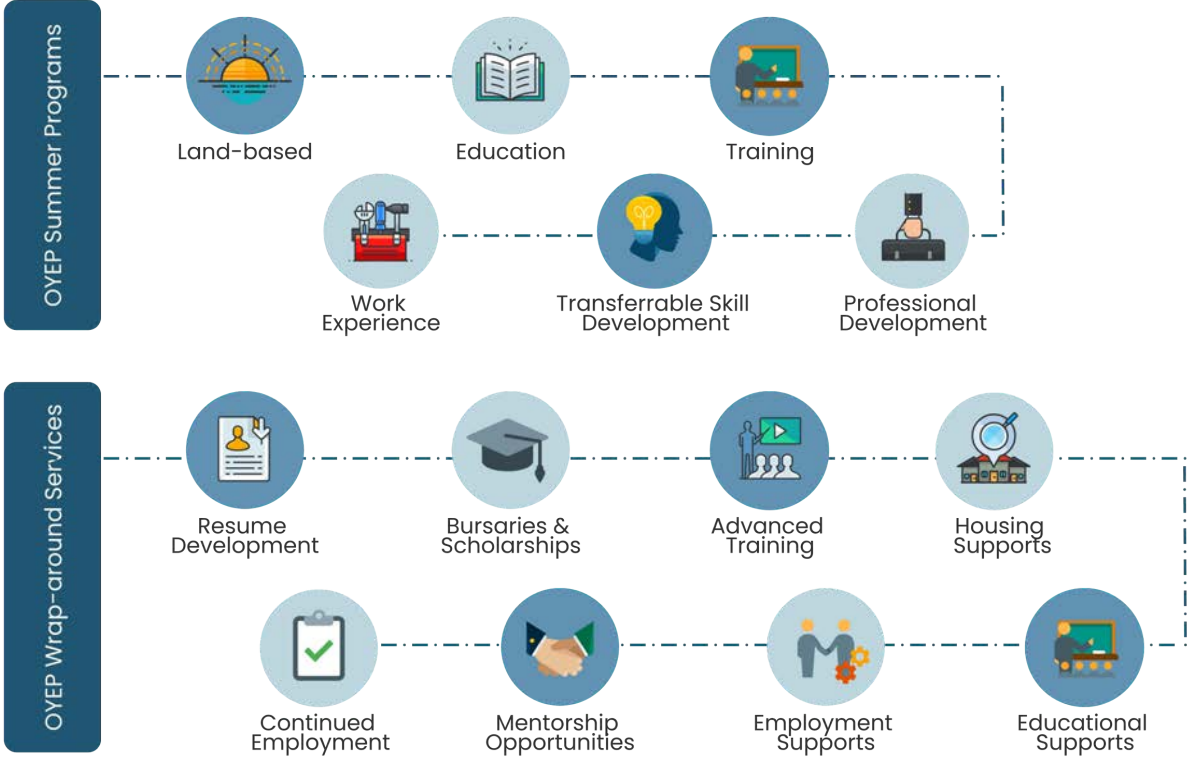 OYEP Summer Programs
Land-based
Education
Training
Work
Experience
Transferrable Skill
Development
Professional
Development
OYEP Wrap-around Services
Resume
Development
Bursaries &
Scholarships
Advanced
Training
Housing
Supports
Continued
Employment
Mentorship
Opportunities
Employment
Supports
Educational
Supports